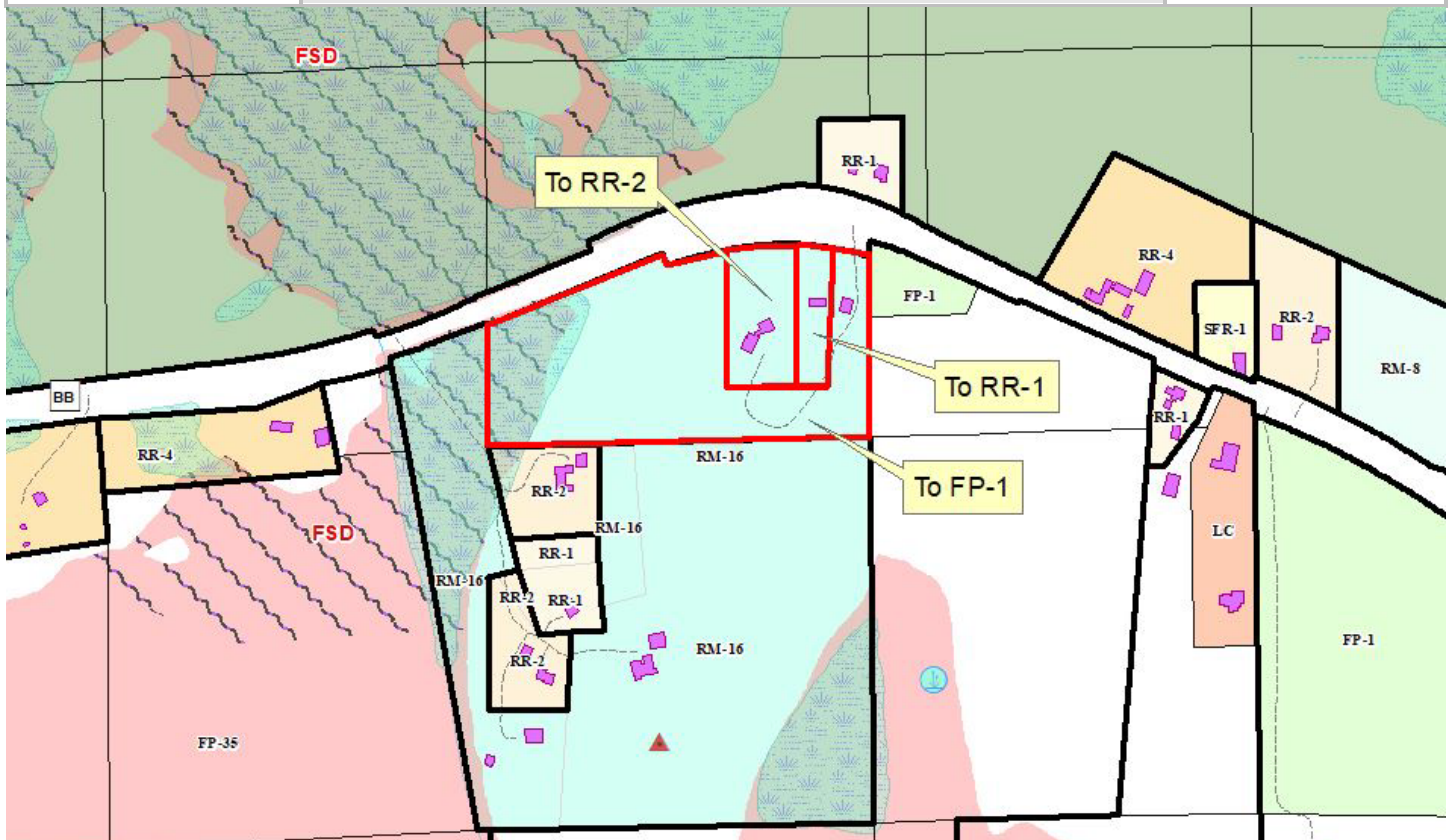 FSD
RR-1
To RR-2
RR-4
FP-1
SFR-1
RR-2
RM-8
To RR-1
BB
RR-1
RR-4
RM-16
To FP-1
RR-2
RM-16
LC
FSD
RR-1
RM-16
RR-2
RR-1
FP-1
RM-16
RR-2
FP-35